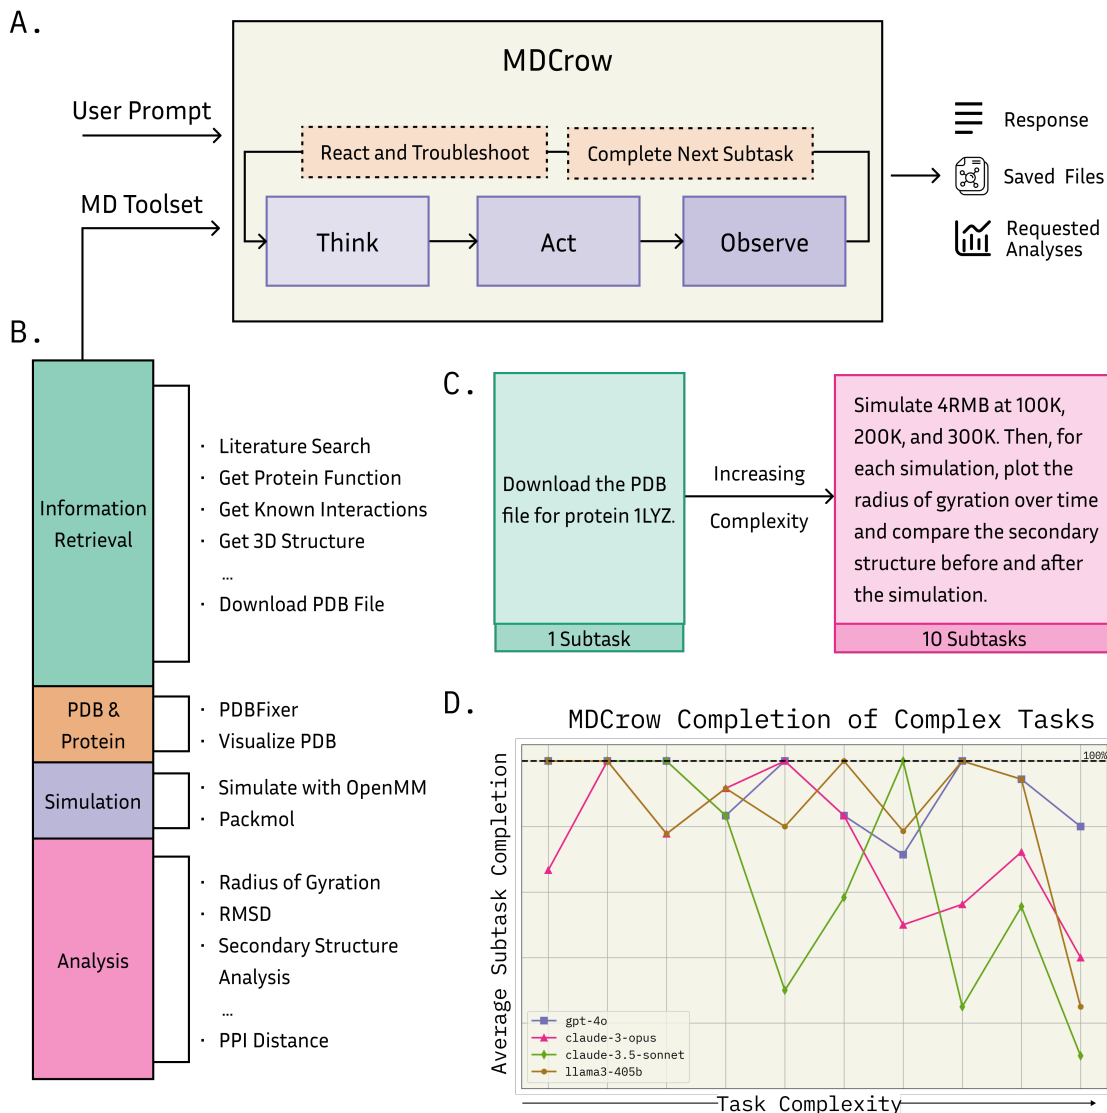 A.
MDCrow
User Prompt
MD Toolset
React and Troubleshoot
Complete Next Subtask
Think
Act
Observe
Response
Saved Files
Requested
Analyses
B.
Information
Retrieval
· Literature Search
· Get Protein Function
· Get Known Interactions
· Get 3D Structure
...
· Download PDB File
PDB &
Protein
· PDBFixer
· Visualize PDB
Simulation
· Simulate with OpenMM
· Packmol
Analysis
· Radius of Gyration
· RMSD
· Secondary Structure
Analysis
...
· PPI Distance
C.
Download the PDB
file for protein 1LYZ.
1 Subtask
Increasing
Complexity
Simulate 4RMB at 100K,
200K, and 300K. Then, for
each simulation, plot the
radius of gyration over time
and compare the secondary
structure before and after
the simulation.
10 Subtasks
D.
MDCrow Completion of Complex Tasks
100%
Average Subtask Completion
gpt-4o
claude-3-opus
claude-3.5-sonnet
llama3-405b
Task Complexity